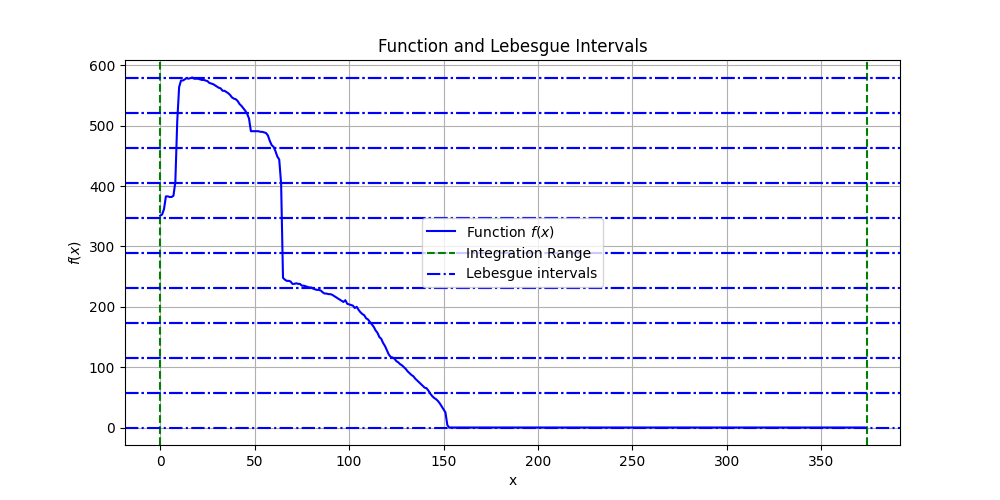 Function and Lebesgue Intervals
600
500
400
300
200
100
0
f(x)
Function f(x)
Integration Range
Lebesgue intervals
0 50 100 150 200 250 300 350
x